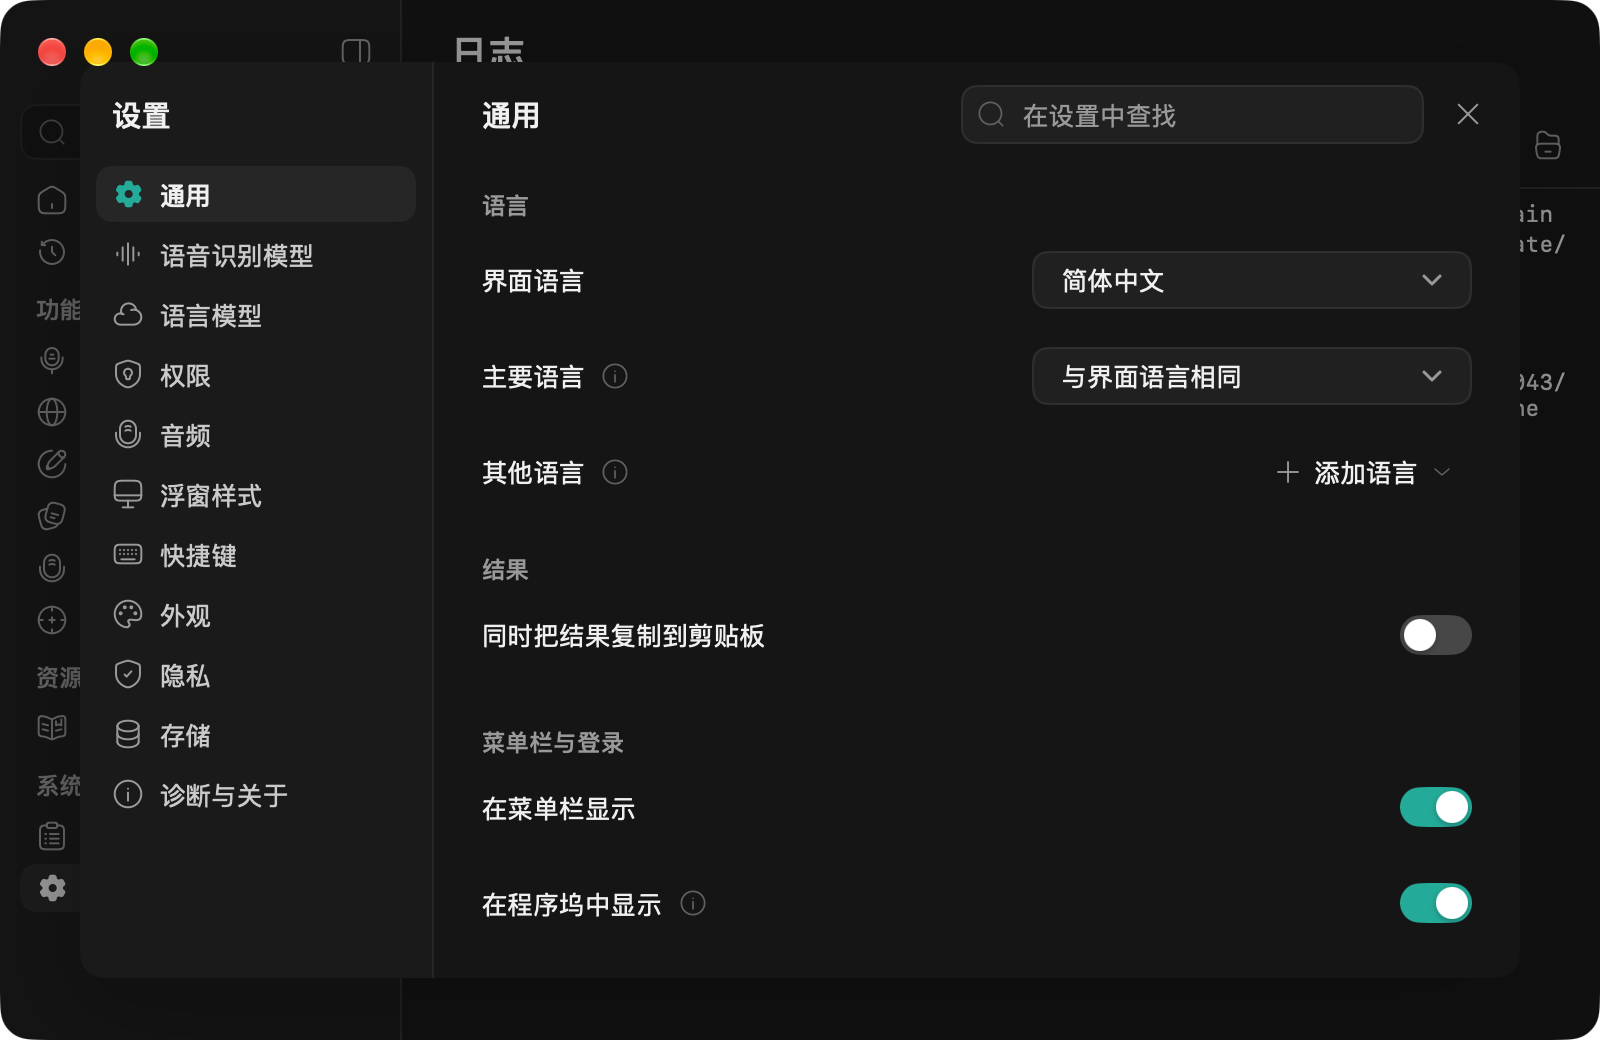 日志
设置
通用
语音识别模型
语言模型
权限
音频
浮窗样式
快捷键
外观
隐私
存储
诊断与关于
通用
在设置中查找
语言
界面语言
简体中文
主要语言
与界面语言相同
其他语言
添加语言
结果
同时把结果复制到剪贴板
菜单栏与登录
在菜单栏显示
在程序坞中显示
功能
资源
系统
ain
ate/
043/
ne